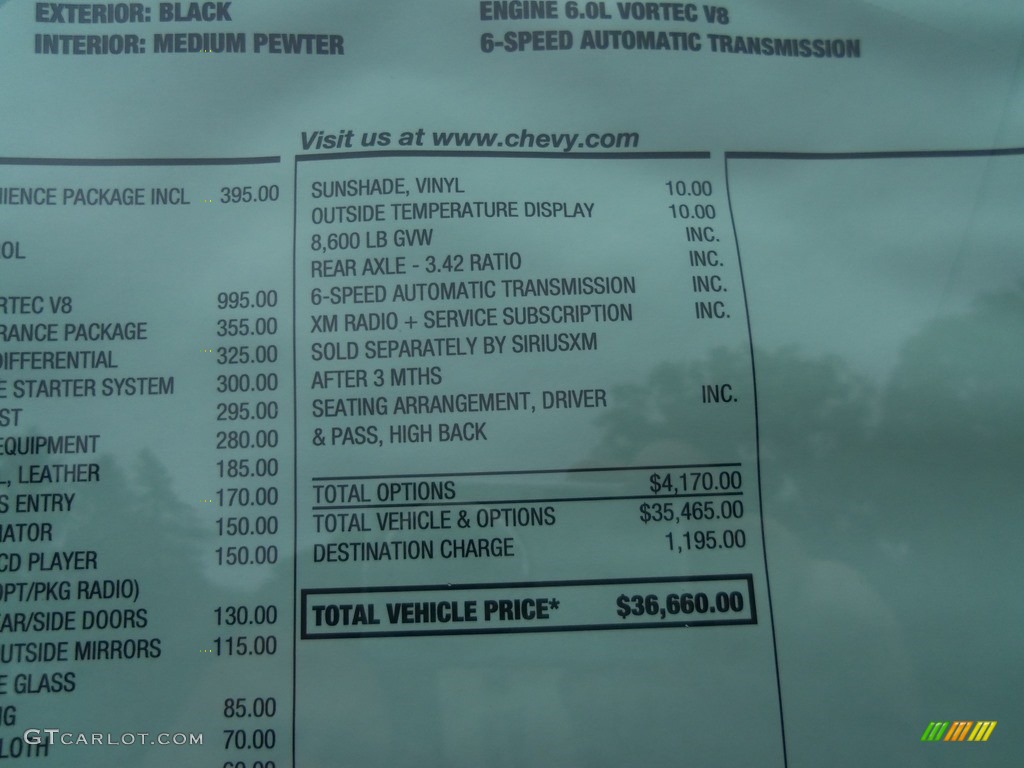 EXTERIOR: BLACK
INTERIOR: MEDIUM PEWTER
ENGINE 6.0L VORTEC V8
6-SPEED AUTOMATIC TRANSMISSION
Visit us at www.chevy.com
IENCE PACKAGE INCL 395.00
OL
RTEC V8 995.00
RANCE PACKAGE 355.00
DIFFERENTIAL 325.00
E STARTER SYSTEM 300.00
ST 295.00
EQUIPMENT 280.00
L, LEATHER 185.00
S ENTRY 170.00
IATOR 150.00
CD PLAYER 150.00
OPT/PKG RADIO)
AR/SIDE DOORS 130.00
UTSIDE MIRRORS 115.00
E GLASS
G 85.00
LOTH 70.00
60.00
SUNSHADE, VINYL 10.00
OUTSIDE TEMPERATURE DISPLAY 10.00
8,600 LB GVW INC.
REAR AXLE - 3.42 RATIO INC.
6-SPEED AUTOMATIC TRANSMISSION INC.
XM RADIO + SERVICE SUBSCRIPTION INC.
SOLD SEPARATELY BY SIRIUSXM
AFTER 3 MTHS
SEATING ARRANGEMENT, DRIVER INC.
& PASS, HIGH BACK
TOTAL OPTIONS $4,170.00
TOTAL VEHICLE & OPTIONS $35,465.00
DESTINATION CHARGE 1,195.00
TOTAL VEHICLE PRICE* $36,660.00
GTCARLOT.COM